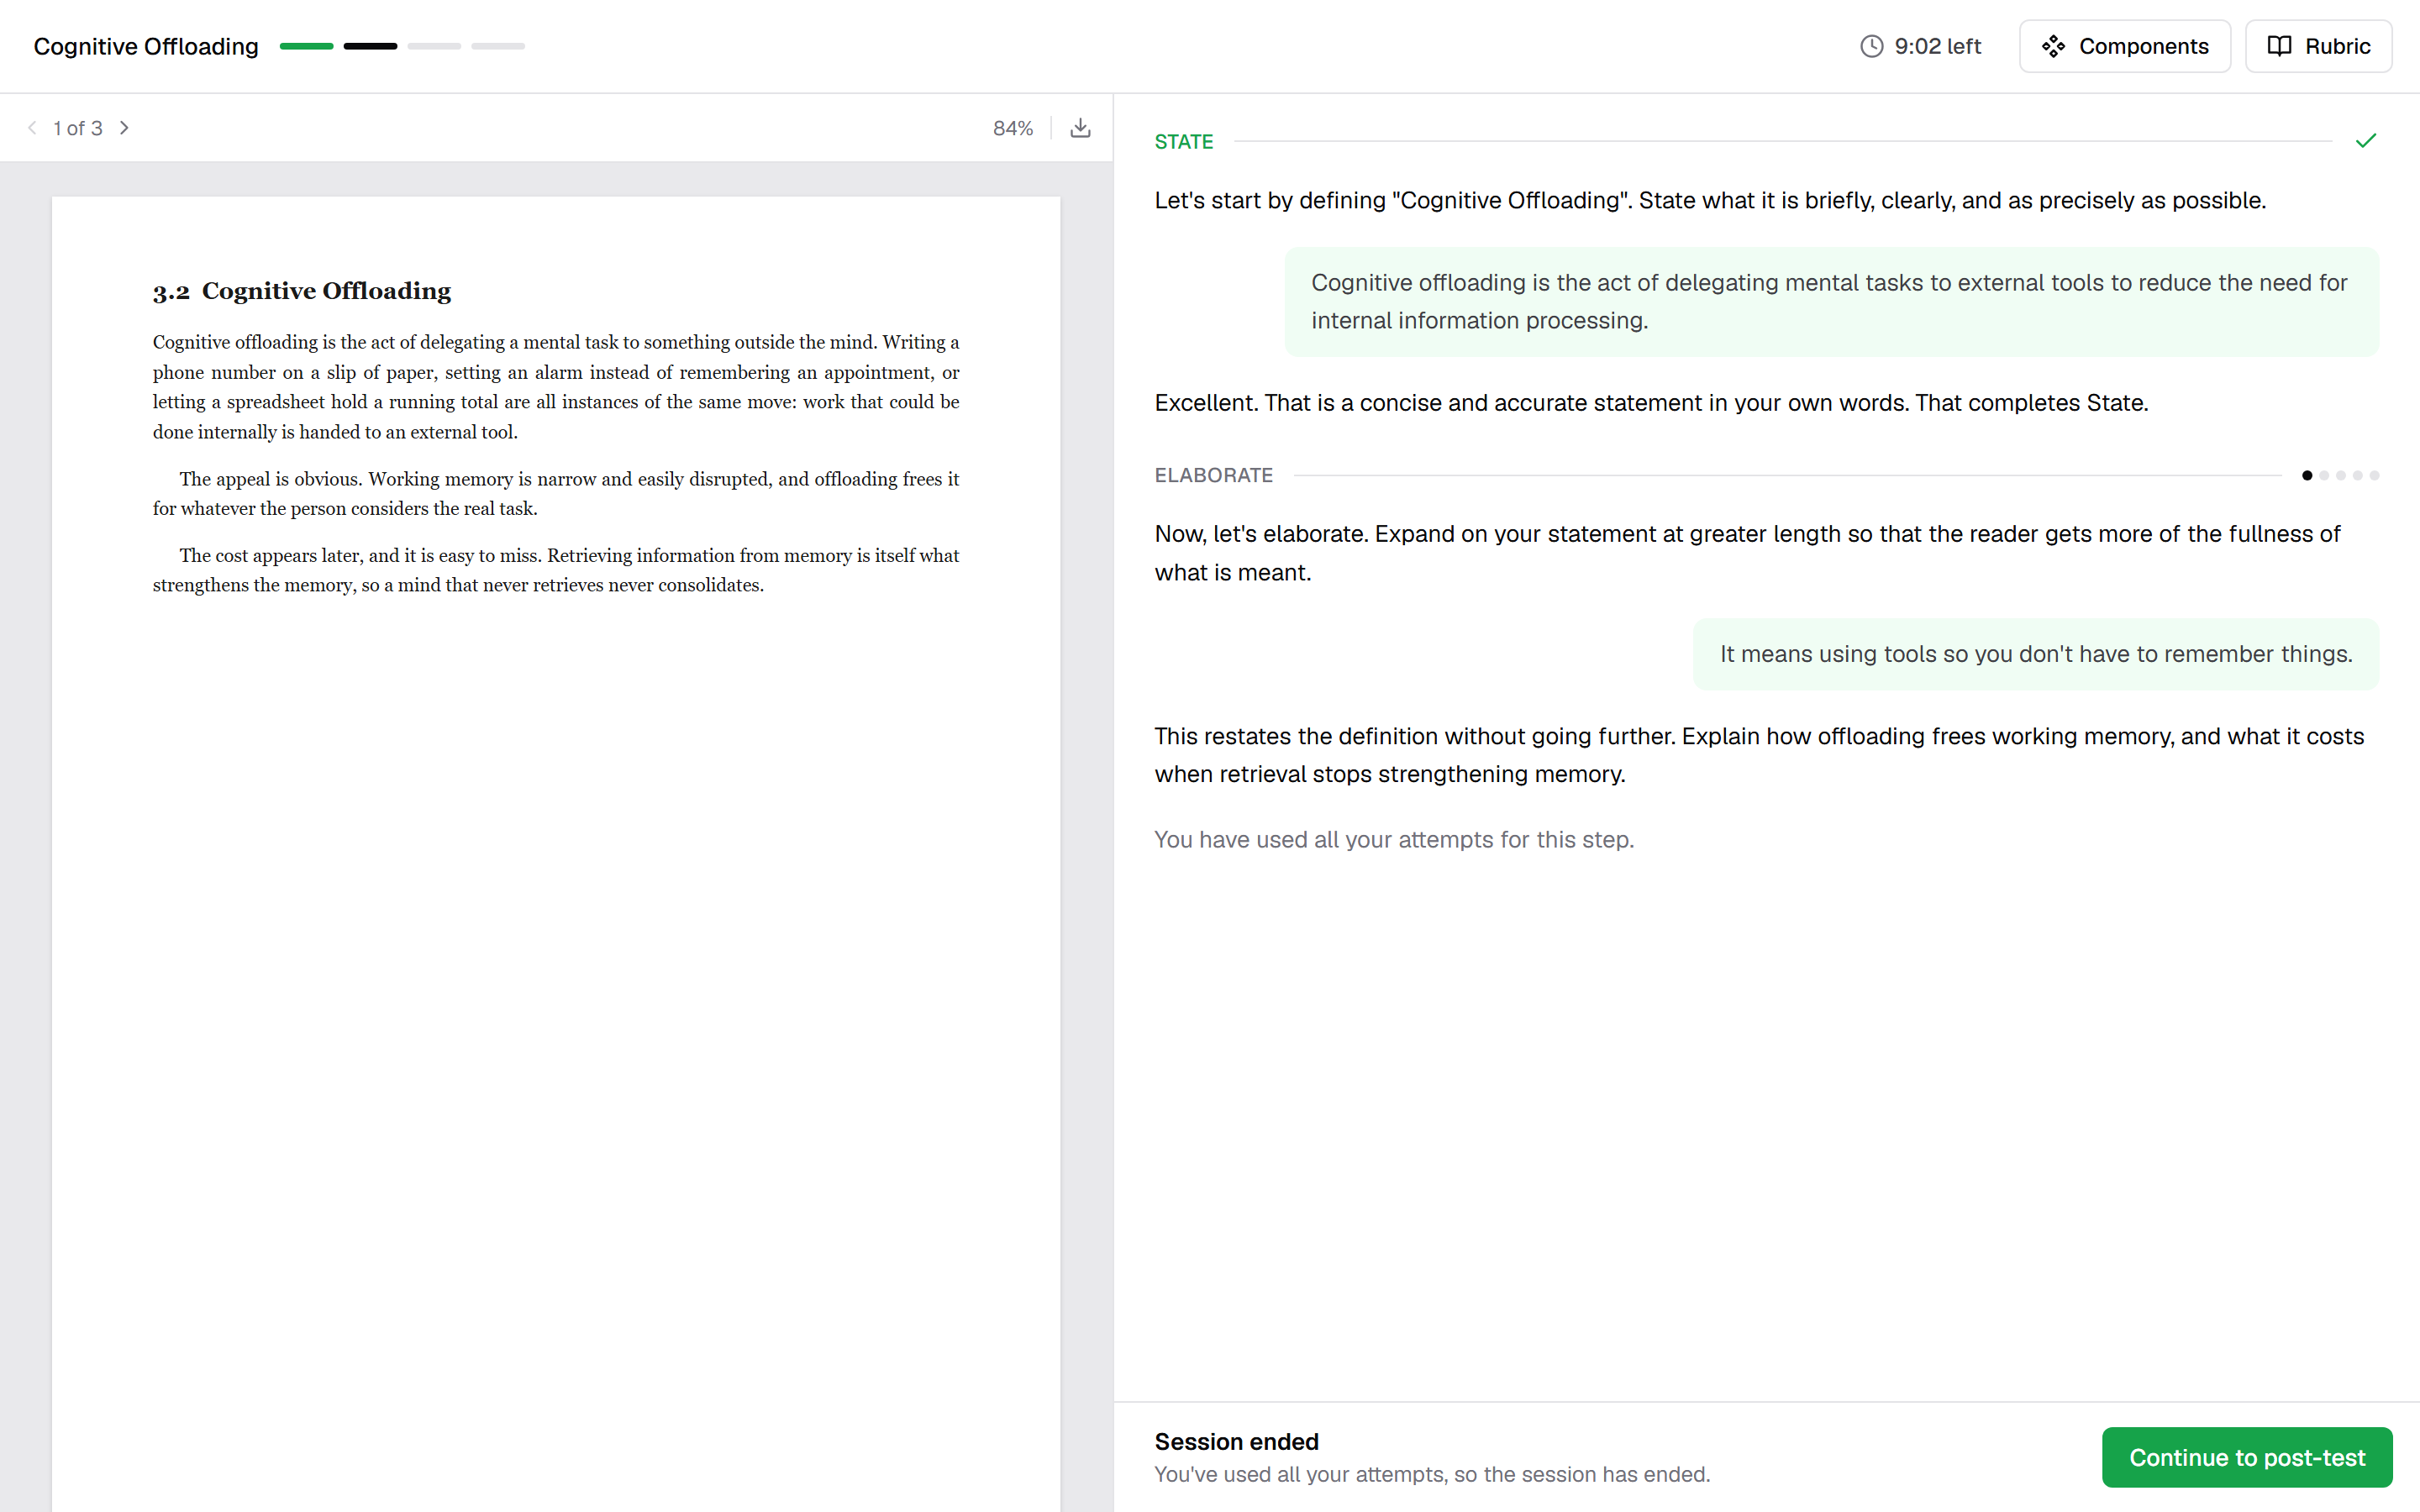 Cognitive Offloading
9:02 left
Components
Rubric
1 of 3
84%
3.2 Cognitive Offloading
Cognitive offloading is the act of delegating a mental task to something outside the mind. Writing a
phone number on a slip of paper, setting an alarm instead of remembering an appointment, or
letting a spreadsheet hold a running total are all instances of the same move: work that could be
done internally is handed to an external tool.
The appeal is obvious. Working memory is narrow and easily disrupted, and offloading frees it
for whatever the person considers the real task.
The cost appears later, and it is easy to miss. Retrieving information from memory is itself what
strengthens the memory, so a mind that never retrieves never consolidates.
STATE
Let's start by defining "Cognitive Offloading". State what it is briefly, clearly, and as precisely as possible.
Cognitive offloading is the act of delegating mental tasks to external tools to reduce the need for
internal information processing.
Excellent. That is a concise and accurate statement in your own words. That completes State.
ELABORATE
Now, let's elaborate. Expand on your statement at greater length so that the reader gets more of the fullness of
what is meant.
It means using tools so you don't have to remember things.
This restates the definition without going further. Explain how offloading frees working memory, and what it costs
when retrieval stops strengthening memory.
You have used all your attempts for this step.
Session ended
You've used all your attempts, so the session has ended.
Continue to post-test